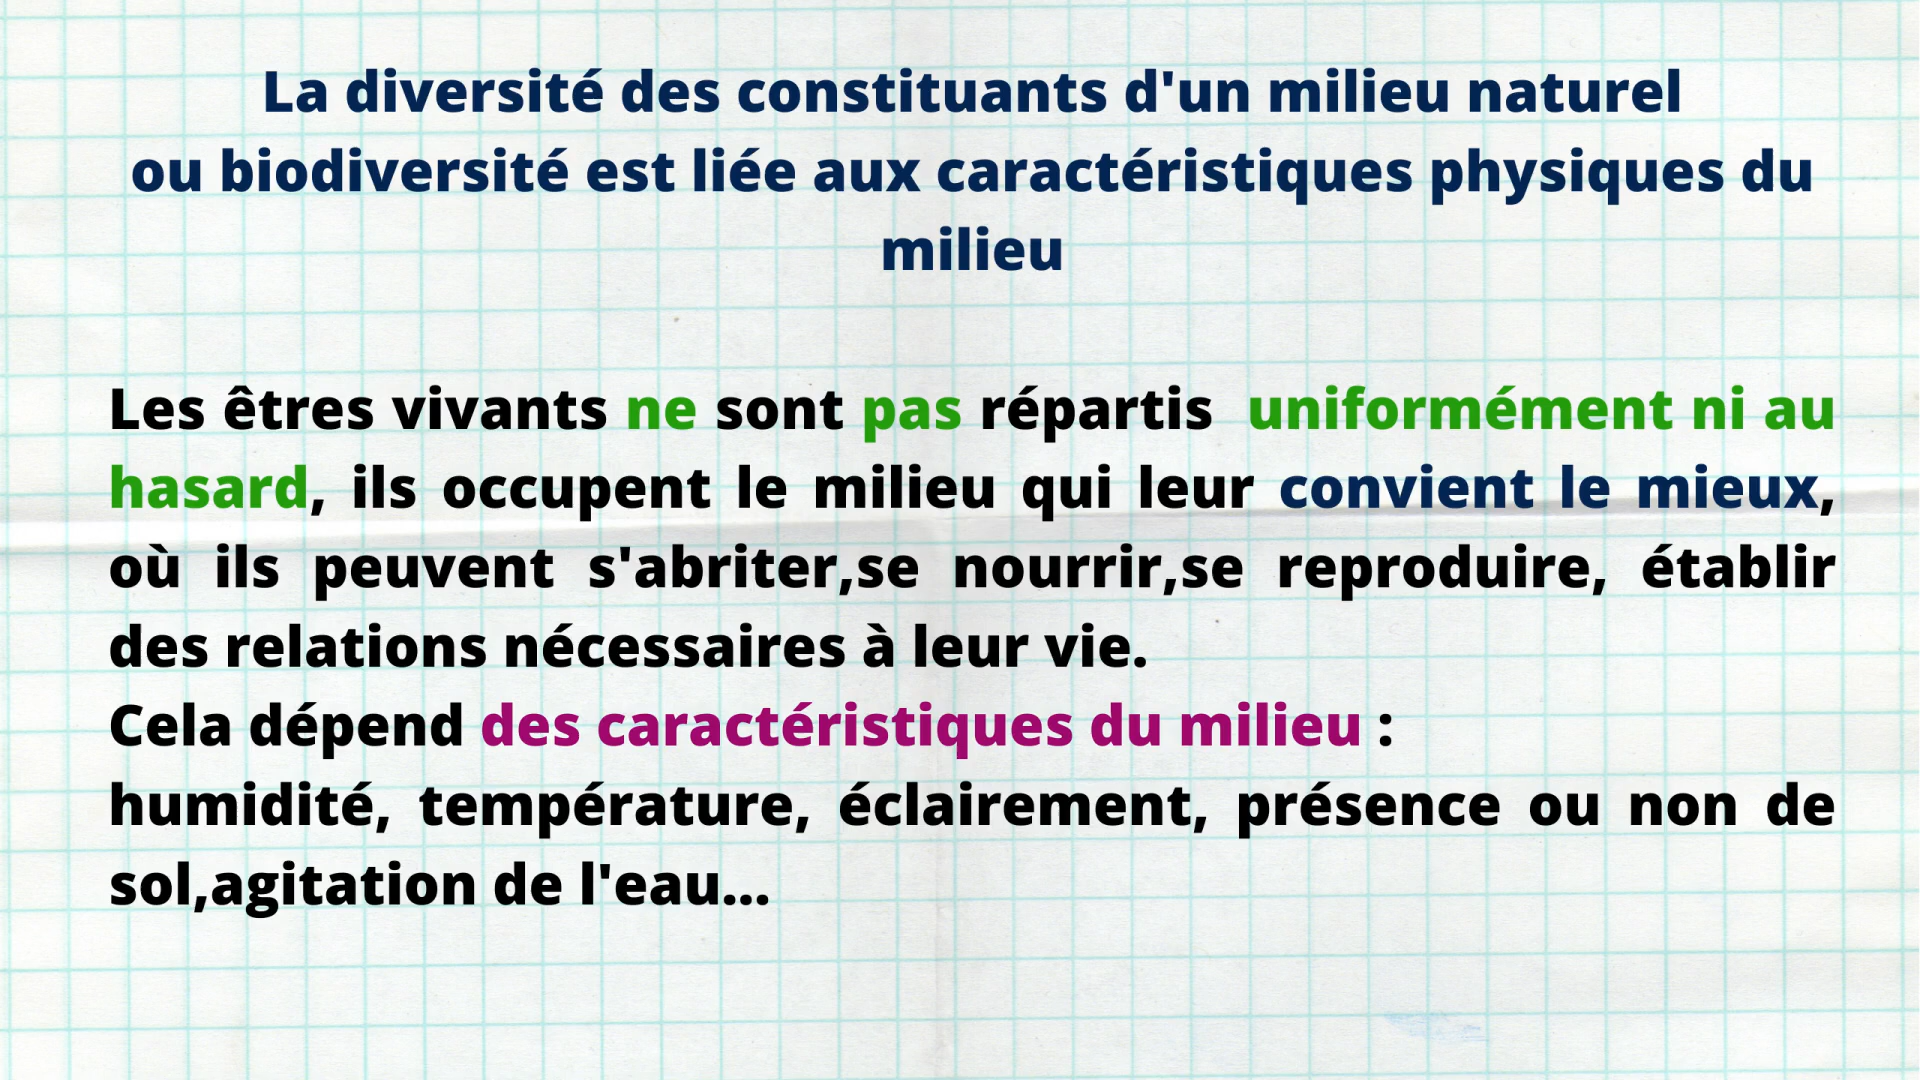 La diversité des constituants d'un milieu naturel
ou biodiversité est liée aux caractéristiques physiques du
milieu
Les êtres vivants ne sont pas répartis uniformément ni au
hasard, ils occupent le milieu qui leur convient le mieux,
où ils peuvent s'abriter,se nourrir,se reproduire, établir
des relations nécessaires à leur vie.
Cela dépend des caractéristiques du milieu :
humidité, température, éclairement, présence ou non de
sol,agitation de l'eau...